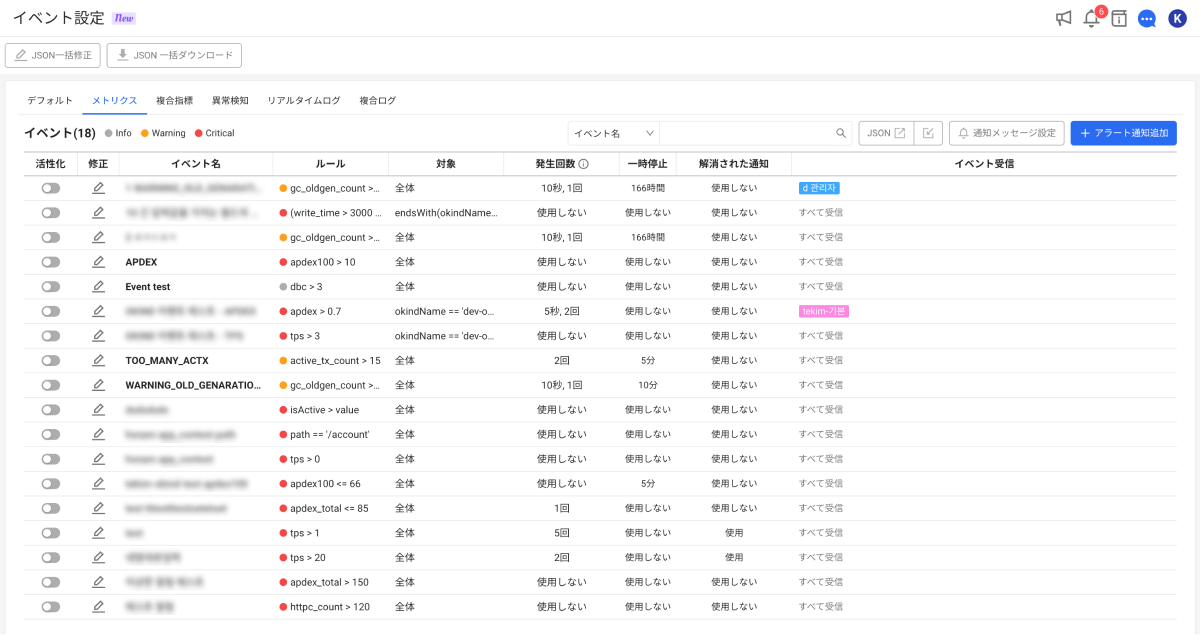 イベント設定 New
6
K
JSON一括修正 JSON 一括ダウンロード
デフォルト メトリクス 複合指標 異常検知 リアルタイムログ 複合ログ
イベント(18) Info Warning Critical イベント名 JSON 通知メッセージ設定 + アラート通知追加
活性化 修正 イベント名 ルール 対象 発生回数 一時停止 解消された通知 イベント受信
gc_oldgen_count >... 全体 10秒, 1回 166時間 使用しない d 관리자
(write_time > 3000 ... endsWith(okindName... 使用しない 使用しない 使用しない すべて受信
gc_oldgen_count >... 全体 10秒, 1回 166時間 使用しない すべて受信
APDEX apdex100 > 10 全体 使用しない 使用しない 使用しない すべて受信
Event test dbc > 3 全体 使用しない 使用しない 使用しない すべて受信
apdex > 0.7 okindName == 'dev-o... 5秒, 2回 使用しない 使用しない tekim-기본
tps > 3 okindName == 'dev-o... 使用しない 使用しない 使用しない すべて受信
TOO_MANY_ACTX active_tx_count > 15 全体 2回 5分 使用しない すべて受信
WARNING_OLD_GENARATIO... gc_oldgen_count >... 全体 10秒, 1回 10分 使用しない すべて受信
isActive > value 全体 使用しない 使用しない 使用しない すべて受信
path == '/account' 全体 使用しない 使用しない 使用しない すべて受信
tps > 0 全体 使用しない 使用しない 使用しない すべて受信
apdex100 <= 66 全体 使用しない 5分 使用しない すべて受信
apdex_total <= 85 全体 1回 使用しない 使用しない すべて受信
tps > 1 全体 5回 使用しない 使用 すべて受信
tps > 20 全体 2回 使用しない 使用 すべて受信
apdex_total > 150 全体 使用しない 使用しない 使用しない すべて受信
httpc_count > 120 全体 使用しない 使用しない 使用しない すべて受信